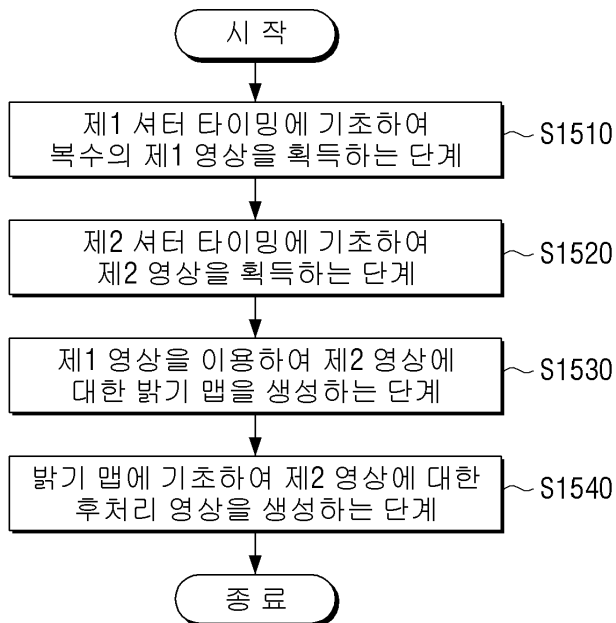 시 작
제1 셔터 타이밍에 기초하여
복수의 제1 영상을 획득하는 단계
S1510
제2 셔터 타이밍에 기초하여
제2 영상을 획득하는 단계
S1520
제1 영상을 이용하여 제2 영상에
대한 밝기 맵을 생성하는 단계
S1530
밝기 맵에 기초하여 제2 영상에 대한
후처리 영상을 생성하는 단계
S1540
종 료